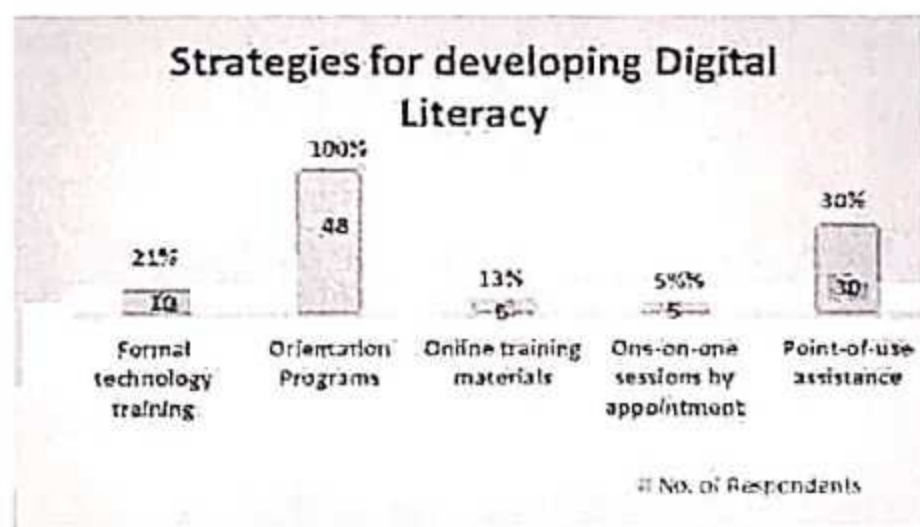 Strategies for developing Digital
Literacy
100%
48
30%
21%
10
13%
6
5%%
5
30
Formal
technology
training
Orientation
Programs
Online training
materials
One-on-one
sessions by
appointment
Point-of-use
assistance
No. of Respondents